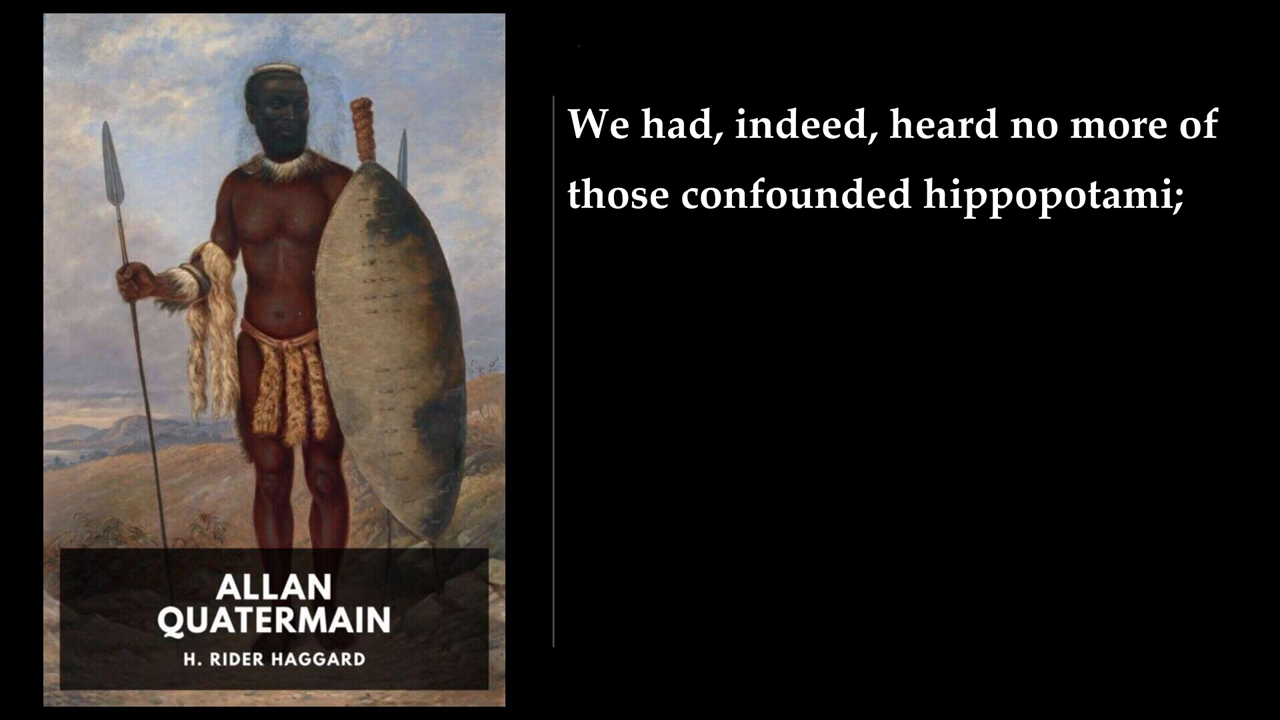 ALLAN
QUATERMAIN
H. RIDER HAGGARD
We had, indeed, heard no more of
those confounded hippopotami;